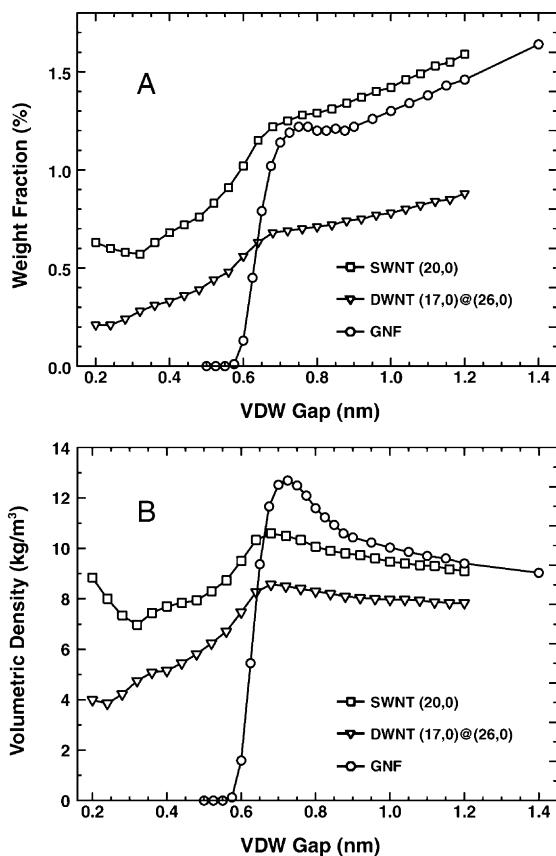 A
Weight Fraction (%)
1.5
1.0
0.5
0.0
SWNT (20,0)
DWNT (17,0)@(26,0)
GNF
0.2 0.4 0.6 0.8 1.0 1.2 1.4
VDW Gap (nm)
B
Volumetric Density (kg/m³)
14
12
10
8
6
4
2
0
SWNT (20,0)
DWNT (17,0)@(26,0)
GNF
0.2 0.4 0.6 0.8 1.0 1.2 1.4
VDW Gap (nm)